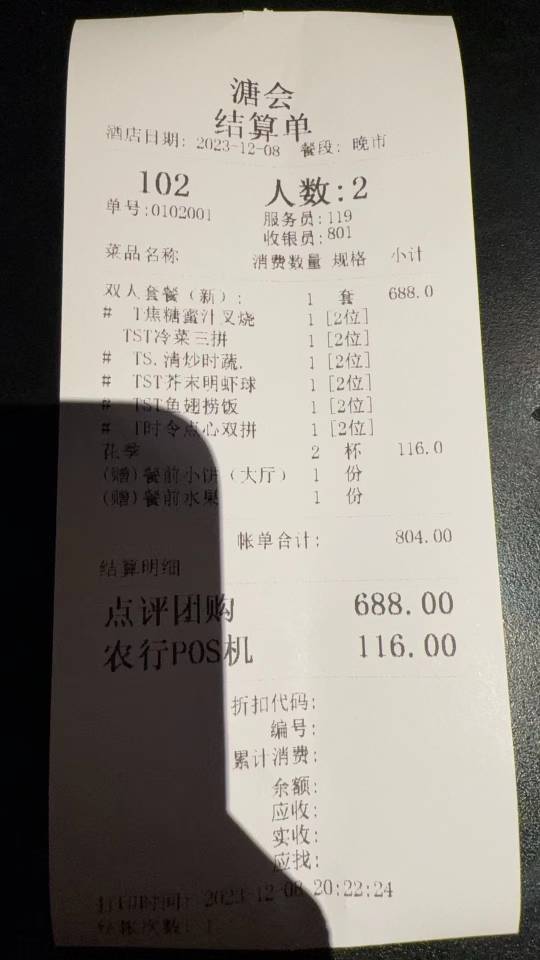 溏会
结算单
酒店日期: 2023-12-08 餐段: 晚市
102 人数:2
单号:0102001 服务员:119
收银员:801
菜品名称 消费数量 规格 小计
双人套餐（新）: 1 套 688.0
# T焦糖蜜汁叉烧 1 [2位]
TST冷菜三拼 1 [2位]
# TS.清炒时蔬. 1 [2位]
# TST芥末明虾球 1 [2位]
# TST鱼翅捞饭 1 [2位]
# T时令点心双拼 1 [2位]
花季 2 杯 116.0
(赠)餐前小饼（大厅） 1 份
(赠)餐前水果 1 份
帐单合计: 804.00
结算明细
点评团购 688.00
农行POS机 116.00
折扣代码:
编号:
累计消费:
余额:
应收:
实收:
应找:
打印时间: 2023-12-08 20:22:24
结帐次数: 1